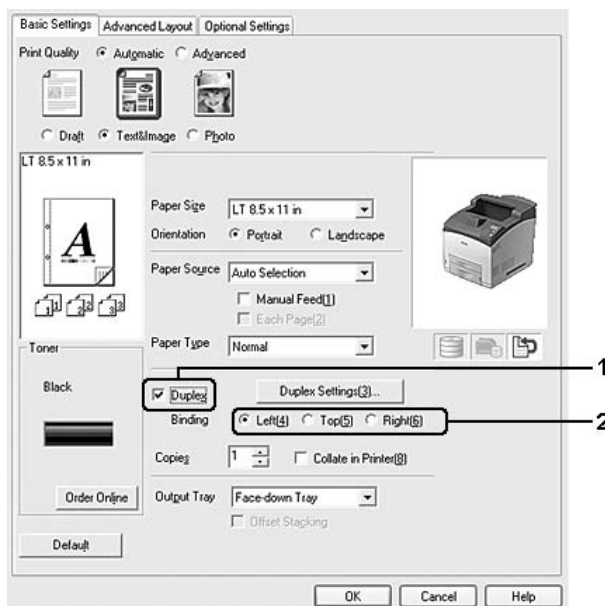 Basic Settings Advanced Layout Optional Settings
Print Quality Automatic Advanced
Draft Text&Image Photo
LT 8.5 x 11 in
A
Paper Size LT 8.5 x 11 in
Orientation Portrait Landscape
Paper Source Auto Selection
Manual Feed(1)
Each Page(2)
Paper Type Normal
Toner
Black
Order Online
Default
1
Duplex Duplex Settings(3)...
Binding Left(4) Top(5) Right(6)
2
Copies 1 Collate in Printer(8)
Output Tray Face-down Tray
Offset Stacking
OK Cancel Help